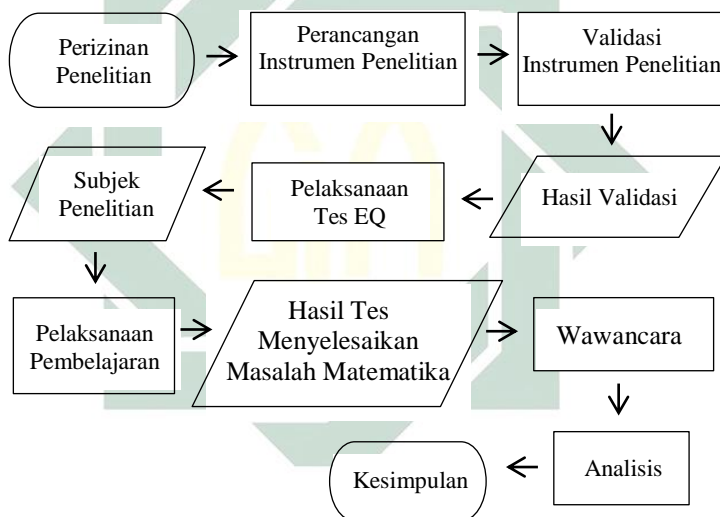 Perizinan
Penelitian
Perancangan
Instrumen Penelitian
Validasi
Instrumen Penelitian
Hasil Validasi
Pelaksanaan
Tes EQ
Subjek
Penelitian
Pelaksanaan
Pembelajaran
Hasil Tes
Menyelesaikan
Masalah Matematika
Wawancara
Analisis
Kesimpulan